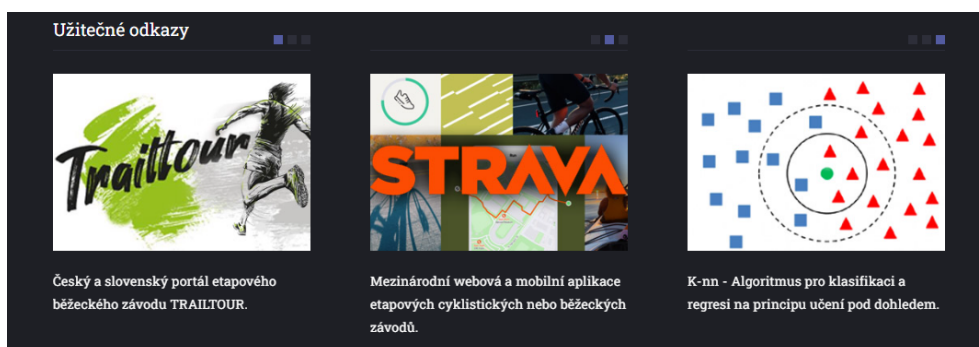 Užitečné odkazy
Trailtour
STRAVA
Český a slovenský portál etapového
běžeckého závodu TRAILTOUR.
Mezinárodní webová a mobilní aplikace
etapových cyklistických nebo běžeckých
závodů.
K-nn - Algoritmus pro klasifikaci a
regresi na principu učení pod dohledem.